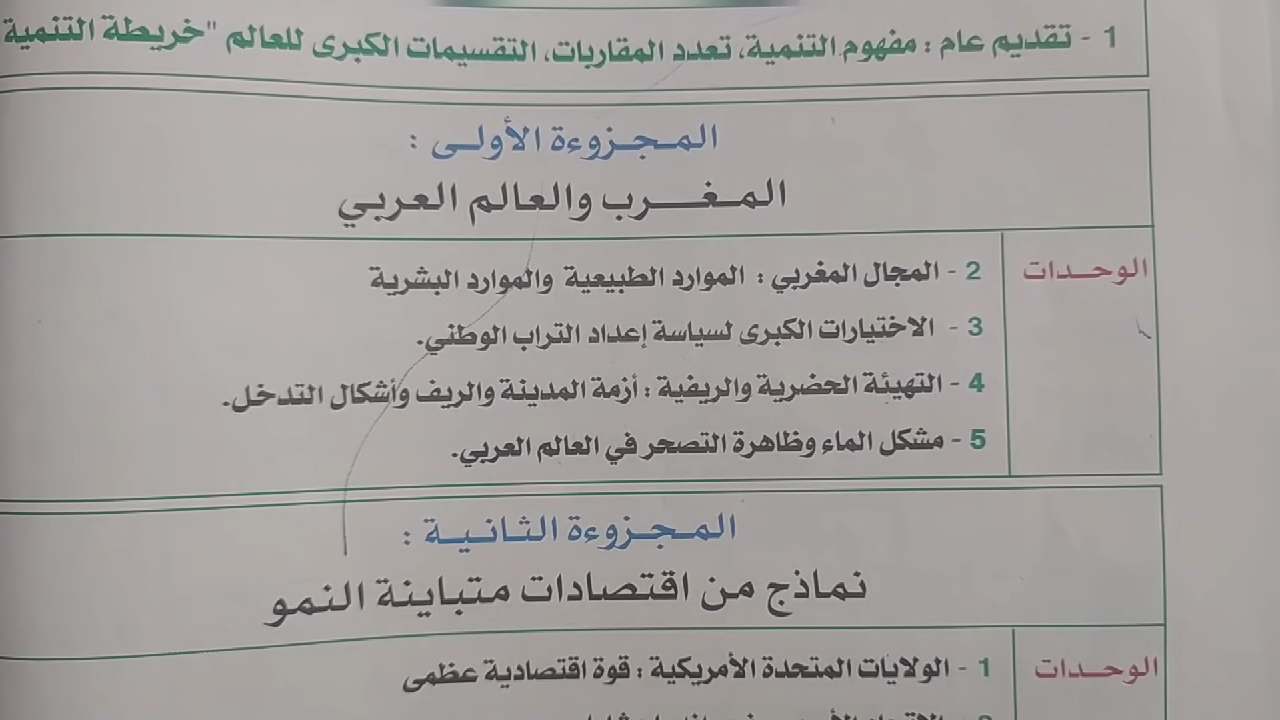 1 - تقديم عام : مفهوم التنمية، تعدد المقاربات، التقسيمات الكبرى للعالم "خريطة التنمية
المجزوءة الأولى :
المغرب والعالم العربي
الوحدات
2 - المجال المغربي : الموارد الطبيعية والموارد البشرية
3 - الاختيارات الكبرى لسياسة إعداد التراب الوطني.
4 - التهيئة الحضرية والريفية : أزمة المدينة والريف وأشكال التدخل.
5 - مشكل الماء وظاهرة التصحر في العالم العربي.
المجزوءة الثانية :
نماذج من اقتصادات متباينة النمو
الوحدات
1 - الولايات المتحدة الأمريكية : قوة اقتصادية عظمى